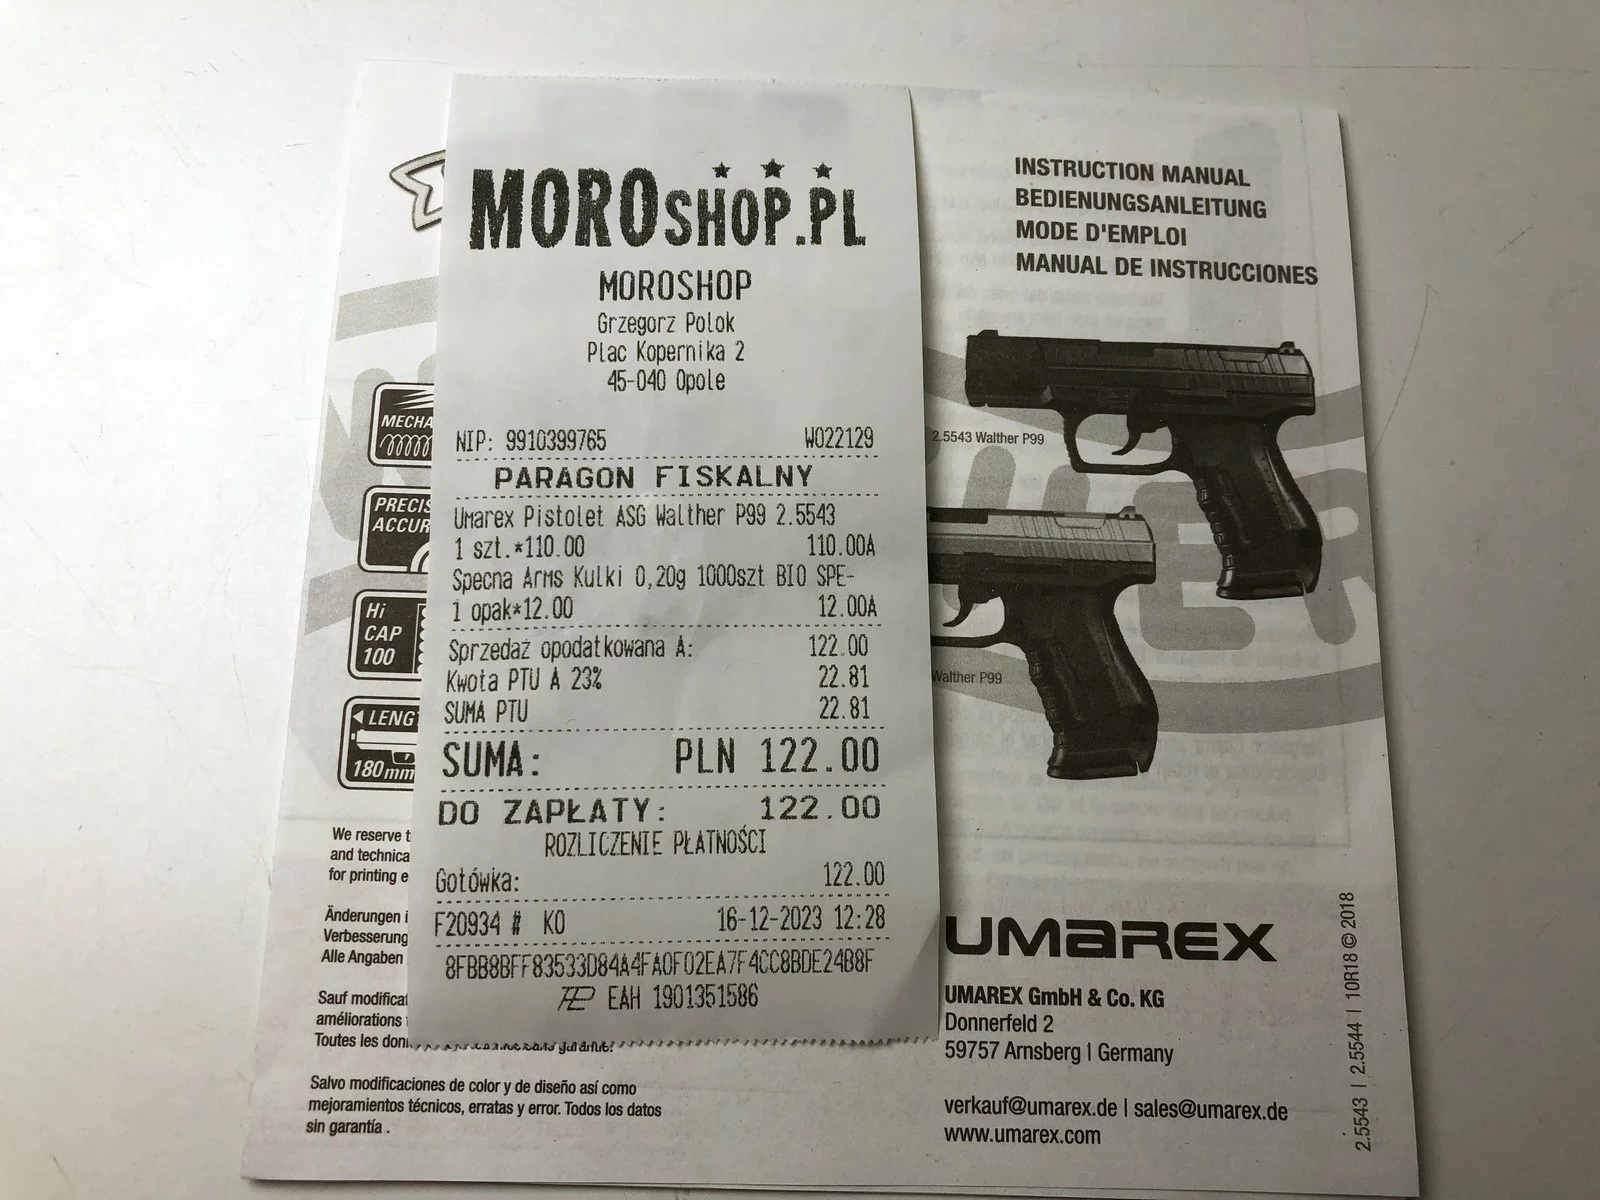 MOROSHOP.PL
MOROSHOP
Grzegorz Polok
Plac Kopernika 2
45-040 Opole
NIP: 9910399765 W022129
PARAGON FISKALNY
Umarex Pistolet ASG Walther P99 2.5543
1 szt.*110.00 110.00A
Specna Arms Kulki 0,20g 1000szt BIO SPE-
1 opak*12.00 12.00A
Sprzedaż opodatkowana A: 122.00
Kwota PTU A 23% 22.81
SUMA PTU 22.81
SUMA: PLN 122.00
DO ZAPŁATY: 122.00
ROZLICZENIE PŁATNOŚCI
Gotówka: 122.00
F20934 # KO 16-12-2023 12:28
8FBB8BFF83533D84A4FA0F02EA7F4CC8BDE24B8F
EAH 1901351586
MECHA
PRECIS
ACCUR
Hi
CAP
100
LENGT
180mm
We reserve t
and technica
for printing e
Änderungen i
Verbesserung
Alle Angaben
Sauf modificat
améliorations
Toutes les don
Salvo modificaciones de color y de diseño así como
mejoramientos técnicos, erratas y error. Todos los datos
sin garantía .
INSTRUCTION MANUAL
BEDIENUNGSANLEITUNG
MODE D'EMPLOI
MANUAL DE INSTRUCCIONES
2.5543 Walther P99
Walther P99
UMAREX
UMAREX GmbH & Co. KG
Donnerfeld 2
59757 Arnsberg | Germany
verkauf@umarex.de | sales@umarex.de
www.umarex.com
2.5543 | 2.5544 | 10R18 © 2018